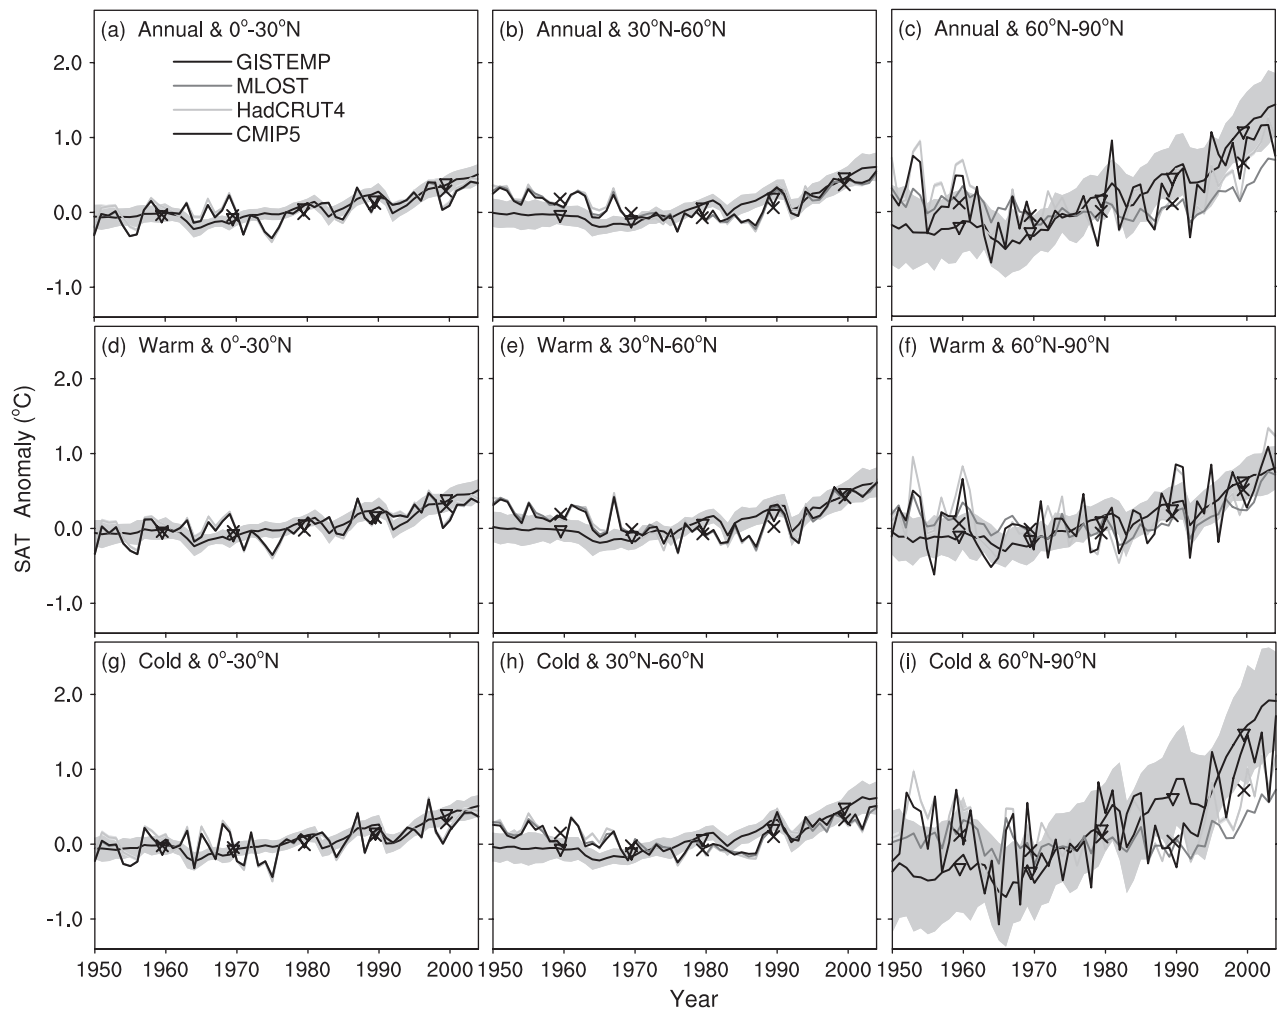 (a) Annual & 0°-30°N
GISTEMP
MLOST
HadCRUT4
CMIP5
(b) Annual & 30°N-60°N
(c) Annual & 60°N-90°N
2.0
1.0
0.0
-1.0
(d) Warm & 0°-30°N
(e) Warm & 30°N-60°N
(f) Warm & 60°N-90°N
2.0
1.0
0.0
-1.0
SAT Anomaly (°C)
(g) Cold & 0°-30°N
(h) Cold & 30°N-60°N
(i) Cold & 60°N-90°N
2.0
1.0
0.0
-1.0
1950 1960 1970 1980 1990 2000
1950 1960 1970 1980 1990 2000
1950 1960 1970 1980 1990 2000
Year